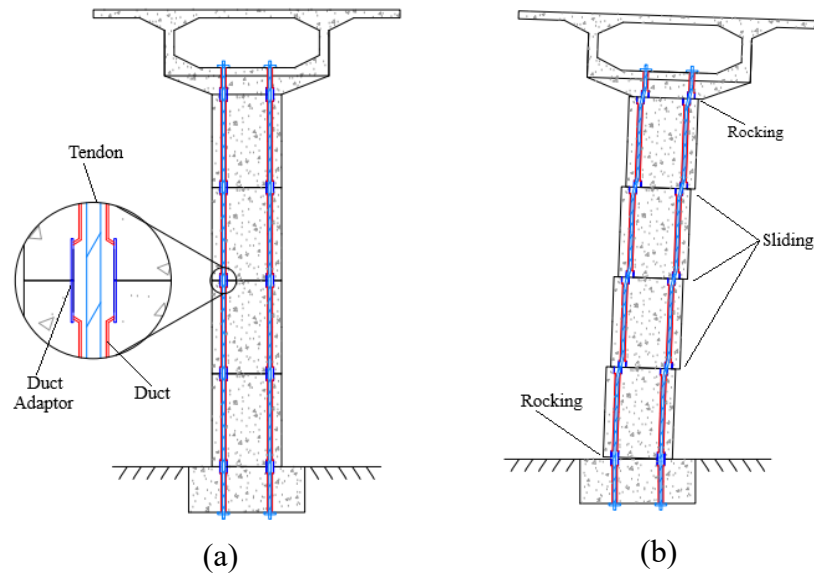 Tendon
Duct
Adaptor
Duct
(a)
Rocking
Sliding
Rocking
(b)